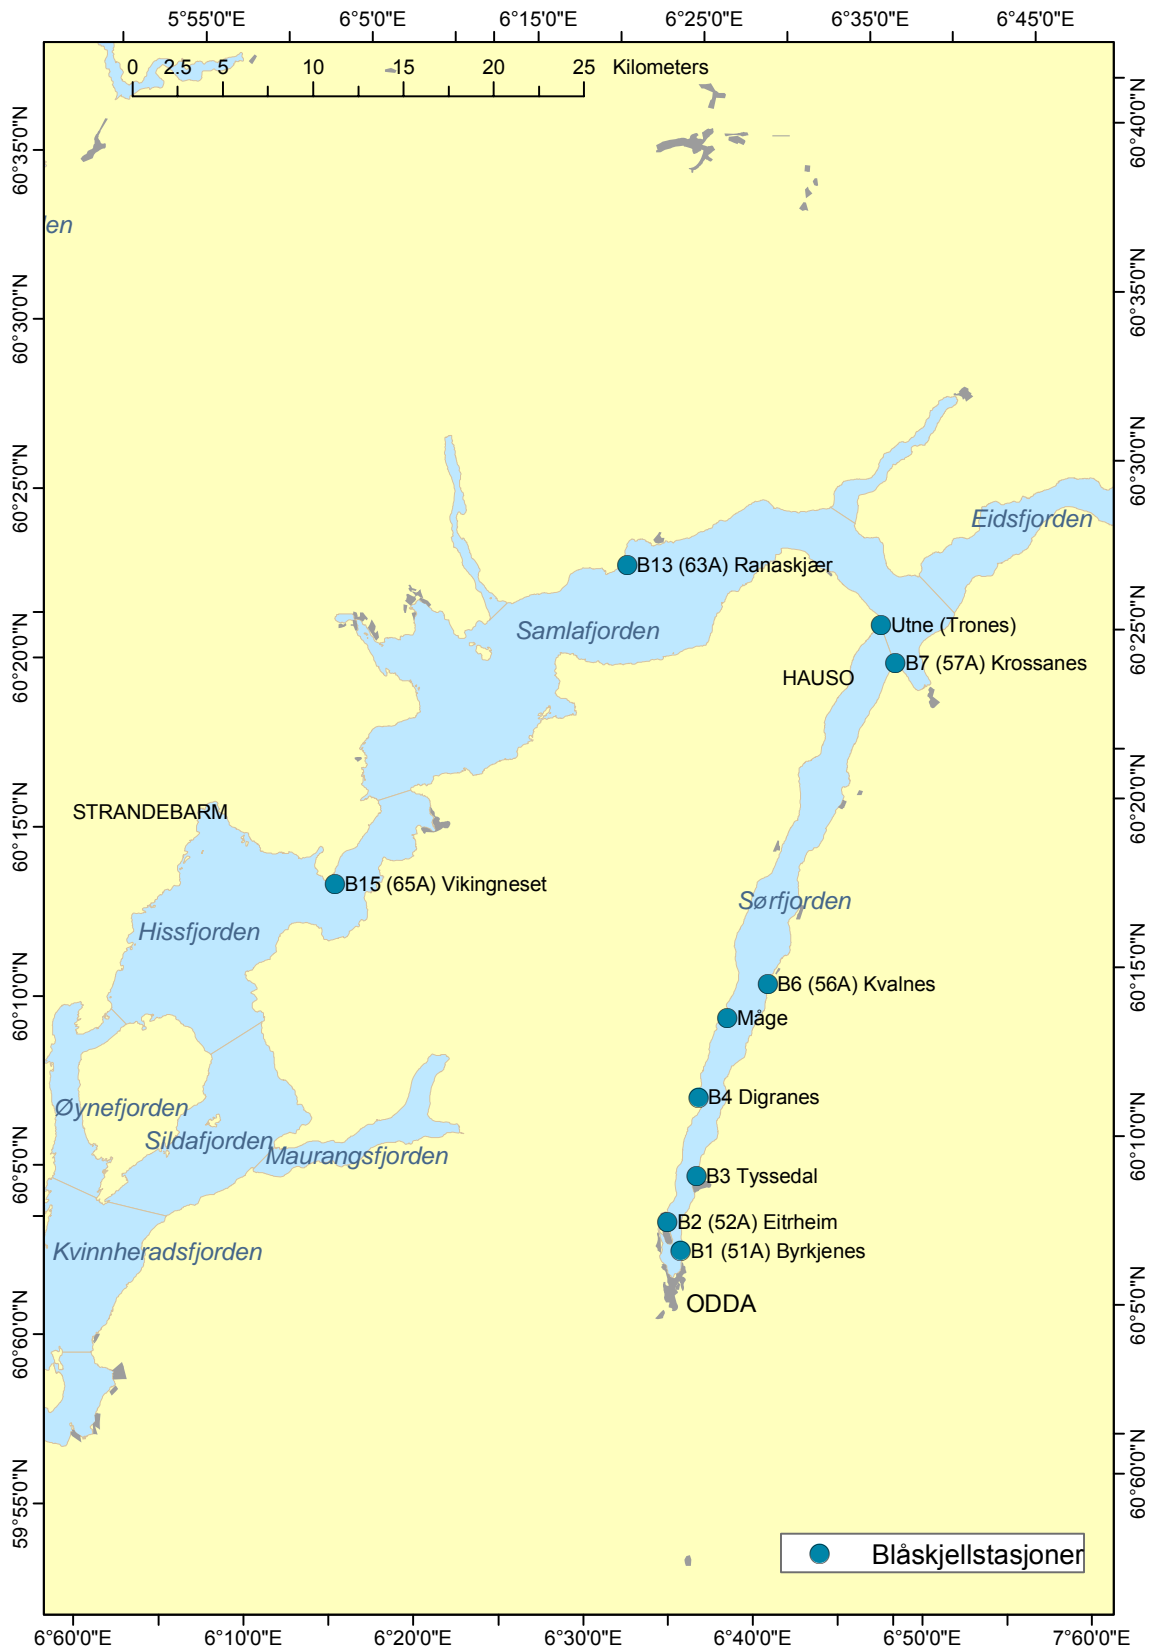 5°55'0"E 6°5'0"E 6°15'0"E 6°25'0"E 6°35'0"E 6°45'0"E
0 2.5 5 10 15 20 25 Kilometers
60°35'0"N
60°30'0"N
60°25'0"N
60°20'0"N
60°15'0"N
60°10'0"N
60°5'0"N
60°60'0"N
59°55'0"N
60°40'0"N
60°35'0"N
60°30'0"N
60°25'0"N
60°20'0"N
60°15'0"N
60°10'0"N
60°5'0"N
60°60'0"N
den
Eidsfjorden
B13 (63A) Ranaskjær
Utne (Trones)
Samlafjorden
B7 (57A) Krossanes
HAUSO
STRANDEBARM
B15 (65A) Vikingneset
Sørfjorden
Hissfjorden
B6 (56A) Kvalnes
Måge
B4 Digranes
Øynefjorden
Sildafjorden
Maurangsfjorden
B3 Tyssedal
B2 (52A) Eitrheim
Kvinnheradsfjorden
B1 (51A) Byrkjenes
ODDA
Blåskjellstasjoner
6°60'0"E 6°10'0"E 6°20'0"E 6°30'0"E 6°40'0"E 6°50'0"E 7°60'0"E